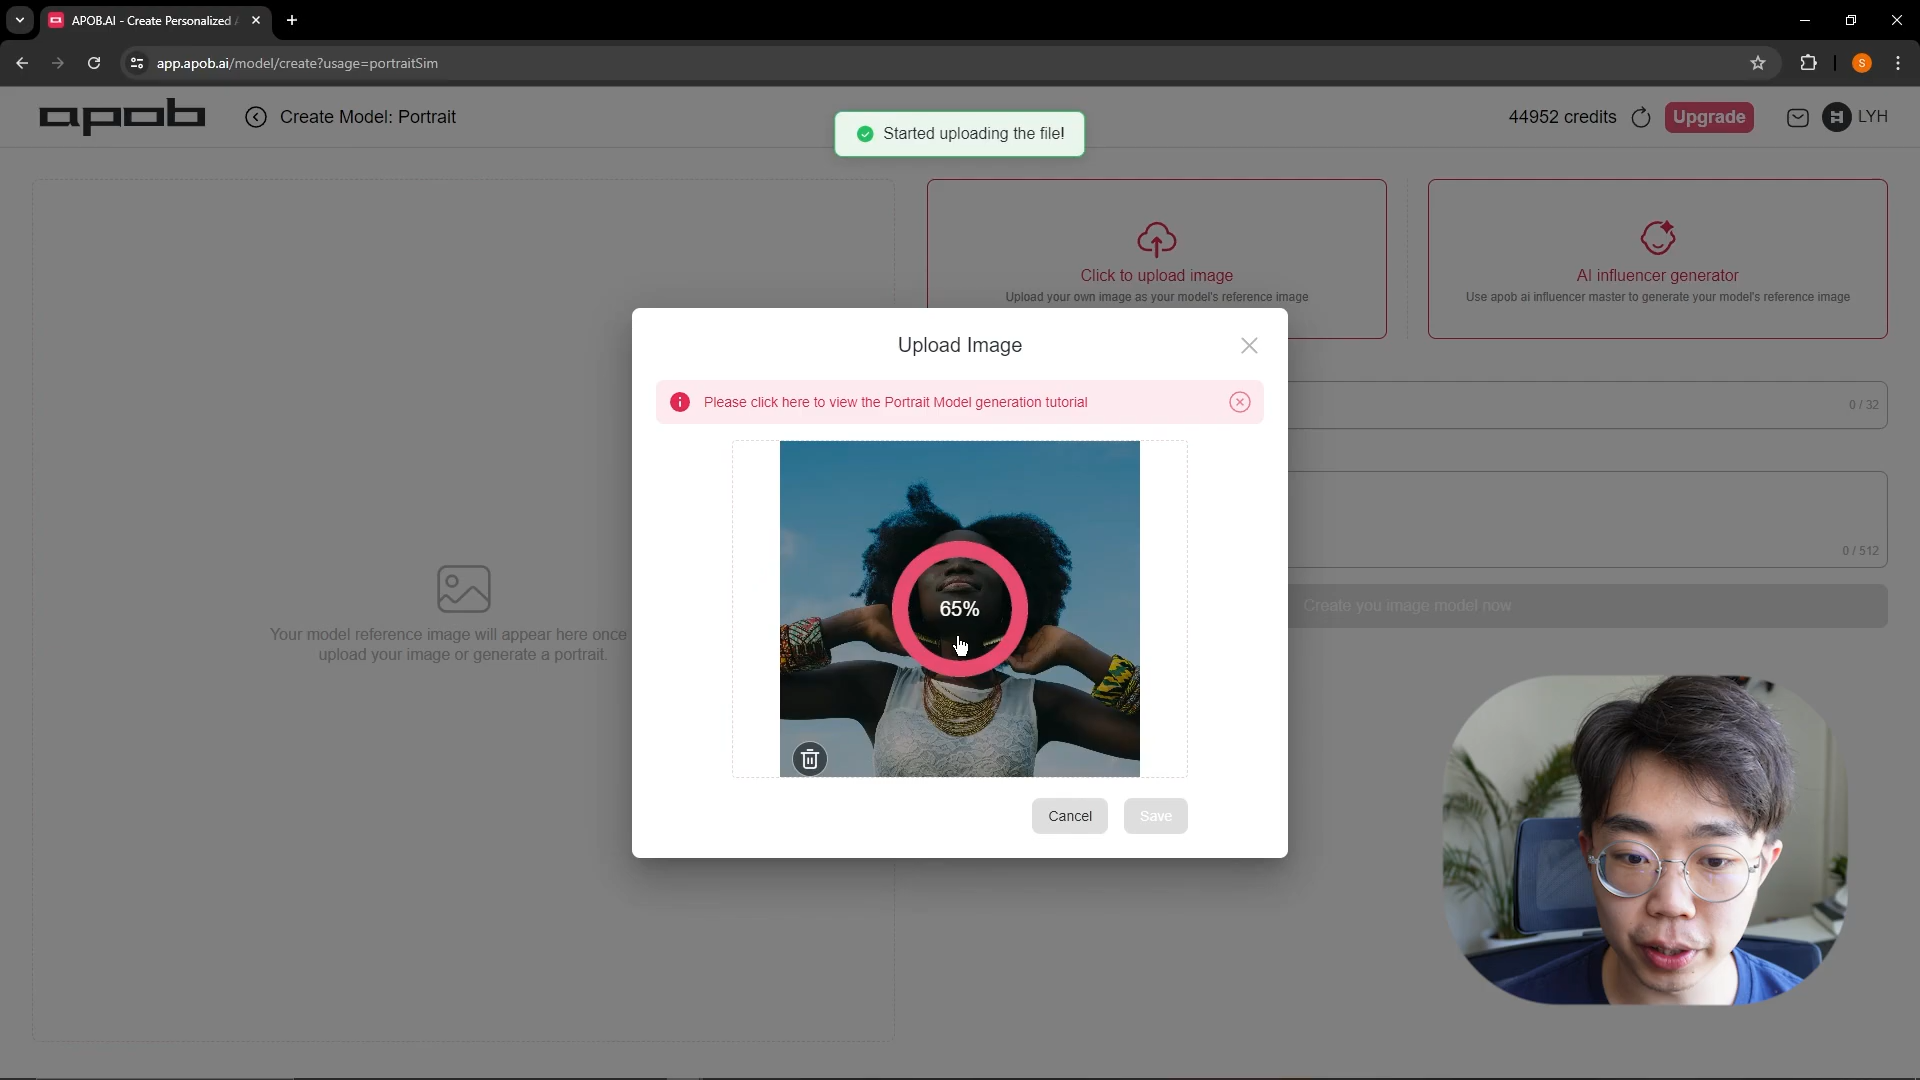 APOB.AI - Create Personalized
app.apob.ai/model/create?usage=portraitSim
S
apob
Create Model: Portrait
Started uploading the file!
44952 credits
Upgrade
LYH
Click to upload image
Upload your own image as your model's reference image
AI influencer generator
Use apob ai influencer master to generate your model's reference image
Upload Image
Please click here to view the Portrait Model generation tutorial
0 / 32
0 / 512
65%
Create you image model now
Your model reference image will appear here once
upload your image or generate a portrait.
Cancel
Save